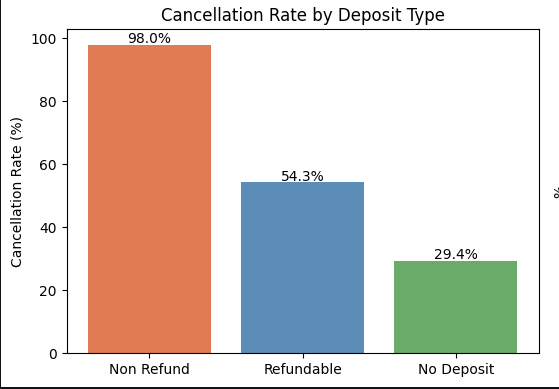 Cancellation Rate by Deposit Type
Cancellation Rate (%)
100
80
60
40
20
0
98.0%
54.3%
29.4%
Non Refund
Refundable
No Deposit
%